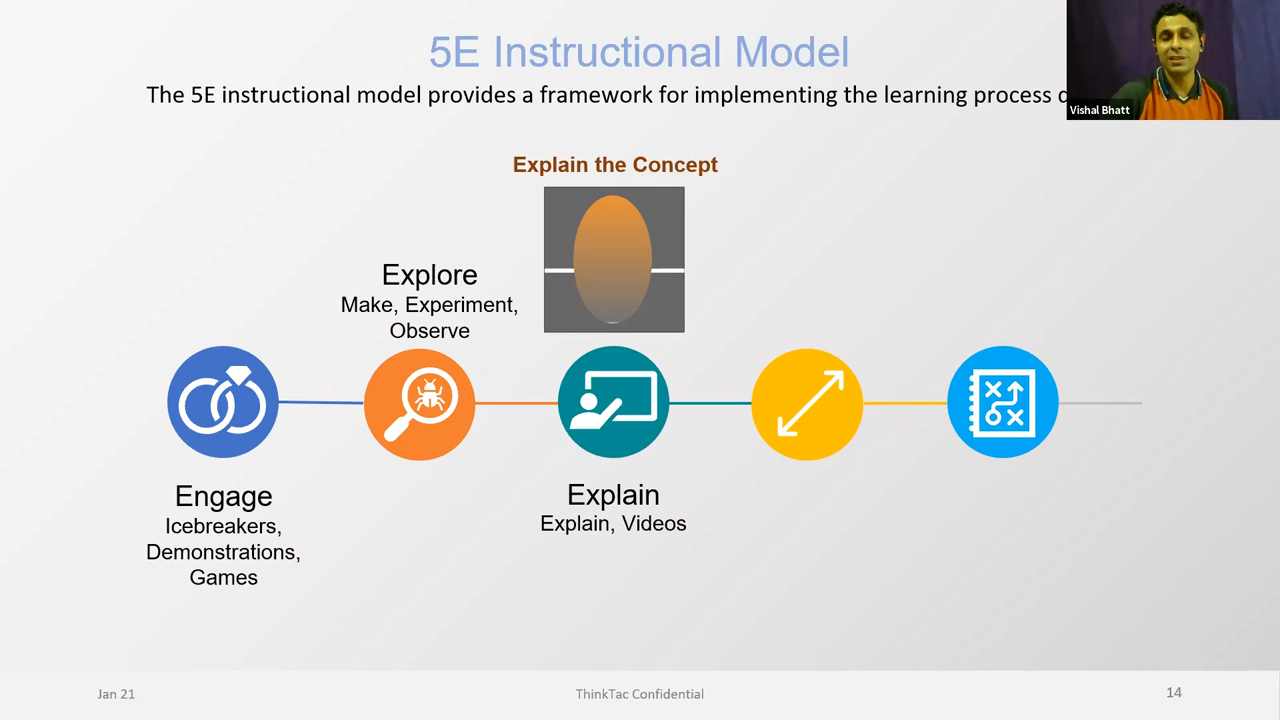 5E Instructional Model
The 5E instructional model provides a framework for implementing the learning process
Vishal Bhatt
Explain the Concept
Explore
Make, Experiment,
Observe
Engage
Icebreakers,
Demonstrations,
Games
Explain
Explain, Videos
Jan 21
ThinkTac Confidential
14